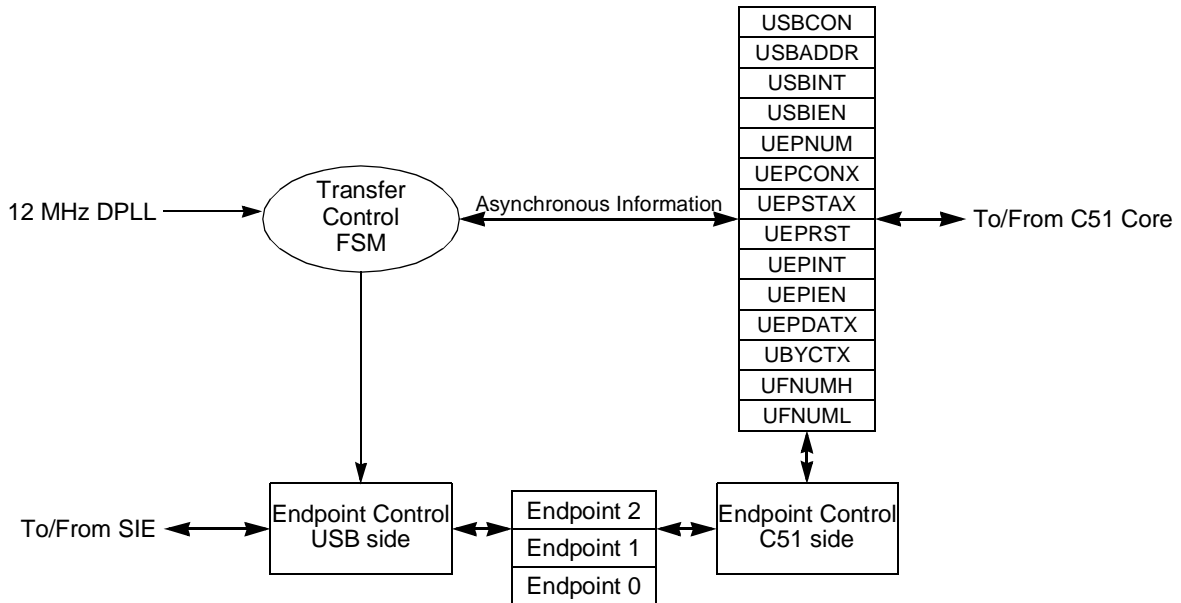 USBCON
USBADDR
USBINT
USBIEN
UEPNUM
UEPCONX
UEPSTAX
UEPRST
UEPINT
UEPIEN
UEPDATX
UBYCTX
UFNUMH
UFNUML
12 MHz DPLL
Transfer
Control
FSM
Asynchronous Information
To/From C51 Core
To/From SIE
Endpoint Control
USB side
Endpoint 2
Endpoint 1
Endpoint 0
Endpoint Control
C51 side